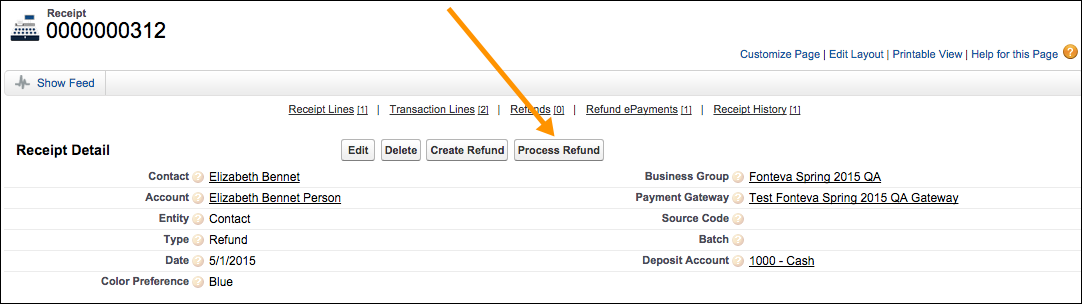 Receipt
0000000312
Customize Page | Edit Layout | Printable View | Help for this Page ?
Show Feed
Receipt Lines [1] | Transaction Lines [2] | Refunds [0] | Refund ePayments [1] | Receipt History [1]
Receipt Detail Edit Delete Create Refund Process Refund
Contact ? Elizabeth Bennet Business Group ? Fonteva Spring 2015 QA
Account ? Elizabeth Bennet Person Payment Gateway ? Test Fonteva Spring 2015 QA Gateway
Entity ? Contact Source Code ?
Type ? Refund Batch ?
Date ? 5/1/2015 Deposit Account ? 1000 - Cash
Color Preference ? Blue